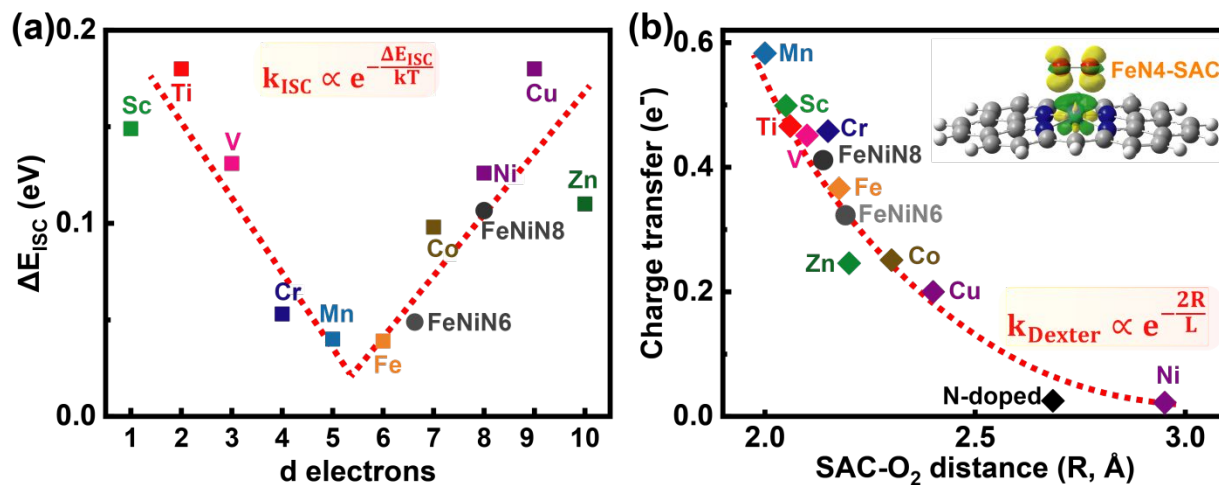 (a)
0.2
0.1
0.0
ΔE_ISC (eV)
k_ISC ∝ e^{-ΔE_ISC/kT}
Sc
Ti
V
Cr
Mn
Fe
Co
Ni
Cu
Zn
FeNiN8
FeNiN6
1 2 3 4 5 6 7 8 9 10
d electrons
(b)
0.6
0.4
0.2
0.0
Charge transfer (e⁻)
Mn
Sc
Ti
V
Cr
FeNiN8
Fe
FeNiN6
Zn
Co
Cu
N-doped
Ni
FeN4-SAC
k_Dexter ∝ e^{-2R/L}
2.0 2.5 3.0
SAC-O₂ distance (R, Å)